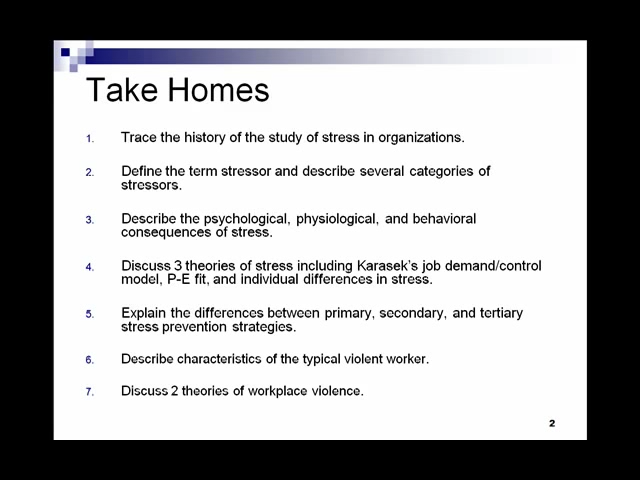 Take Homes
1. Trace the history of the study of stress in organizations.
2. Define the term stressor and describe several categories of
stressors.
3. Describe the psychological, physiological, and behavioral
consequences of stress.
4. Discuss 3 theories of stress including Karasek's job demand/control
model, P-E fit, and individual differences in stress.
5. Explain the differences between primary, secondary, and tertiary
stress prevention strategies.
6. Describe characteristics of the typical violent worker.
7. Discuss 2 theories of workplace violence.
2